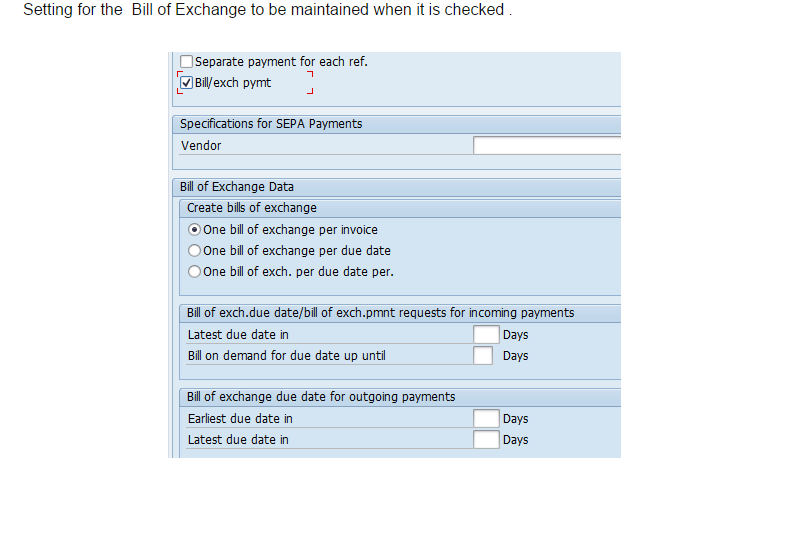 Setting for the Bill of Exchange to be maintained when it is checked .
Separate payment for each ref.
Bill/exch pymt
Specifications for SEPA Payments
Vendor
Bill of Exchange Data
Create bills of exchange
One bill of exchange per invoice
One bill of exchange per due date
One bill of exch. per due date per.
Bill of exch.due date/bill of exch.pmnt requests for incoming payments
Latest due date in Days
Bill on demand for due date up until Days
Bill of exchange due date for outgoing payments
Earliest due date in Days
Latest due date in Days